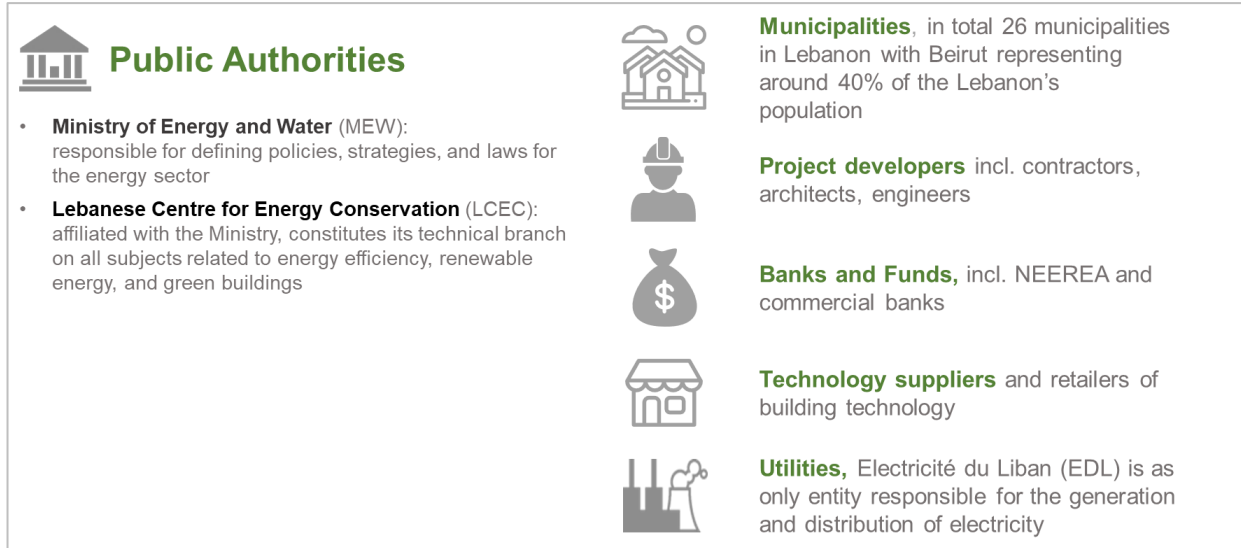 Public Authorities
• Ministry of Energy and Water (MEW):
responsible for defining policies, strategies, and laws for
the energy sector
• Lebanese Centre for Energy Conservation (LCEC):
affiliated with the Ministry, constitutes its technical branch
on all subjects related to energy efficiency, renewable
energy, and green buildings
Municipalities, in total 26 municipalities
in Lebanon with Beirut representing
around 40% of the Lebanon's
population
Project developers incl. contractors,
architects, engineers
$
Banks and Funds, incl. NEEREA and
commercial banks
Technology suppliers and retailers of
building technology
Utilities, Electricité du Liban (EDL) is as
only entity responsible for the generation
and distribution of electricity